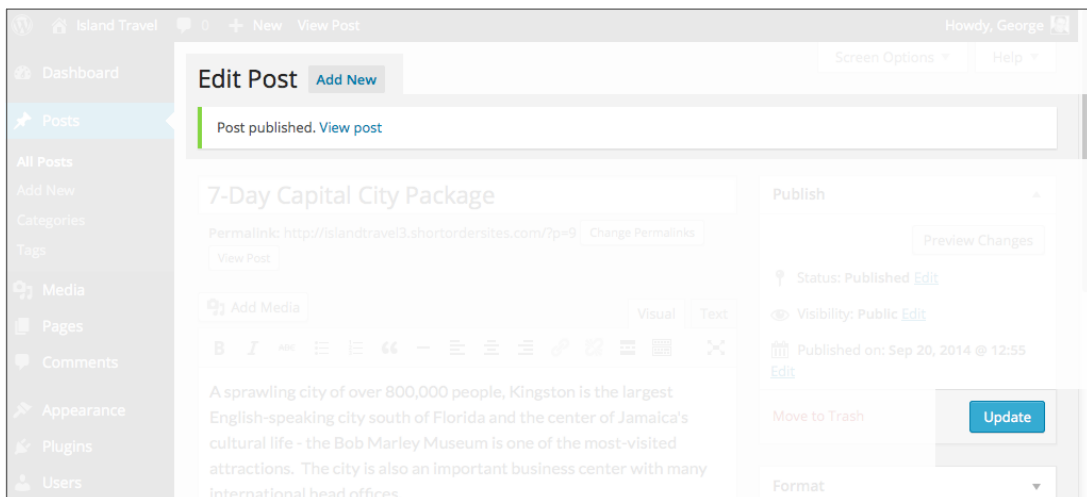 Island Travel 0 + New View Post Howdy, George
Screen Options Help
Dashboard
Edit Post Add New
Posts
Post published. View post
All Posts
Add New
Categories
Tags
Media
Pages
Comments
Appearance
Plugins
Users
7-Day Capital City Package
Permalink: http://islandtravel3.shortordersites.com/?p=9 Change Permalinks
View Post
Add Media
Visual Text
B I ABC
A sprawling city of over 800,000 people, Kingston is the largest
English-speaking city south of Florida and the center of Jamaica's
cultural life - the Bob Marley Museum is one of the most-visited
attractions. The city is also an important business center with many
international head offices.
Publish
Preview Changes
Status: Published Edit
Visibility: Public Edit
Published on: Sep 20, 2014 @ 12:55
Edit
Move to Trash Update
Format